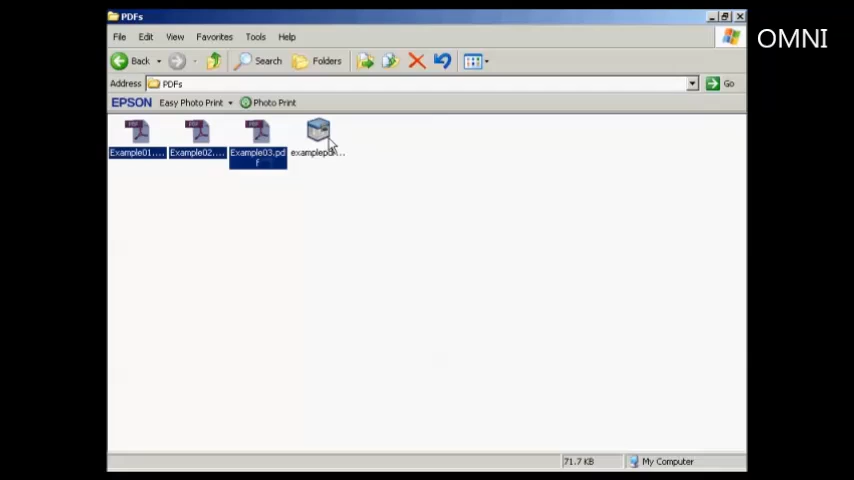 PDFs
OMNI
File Edit View Favorites Tools Help
Back Search Folders
Address PDFs Go
EPSON Easy Photo Print Photo Print
Example01.... Example02.... Example03.pd
f
71.7 KB My Computer